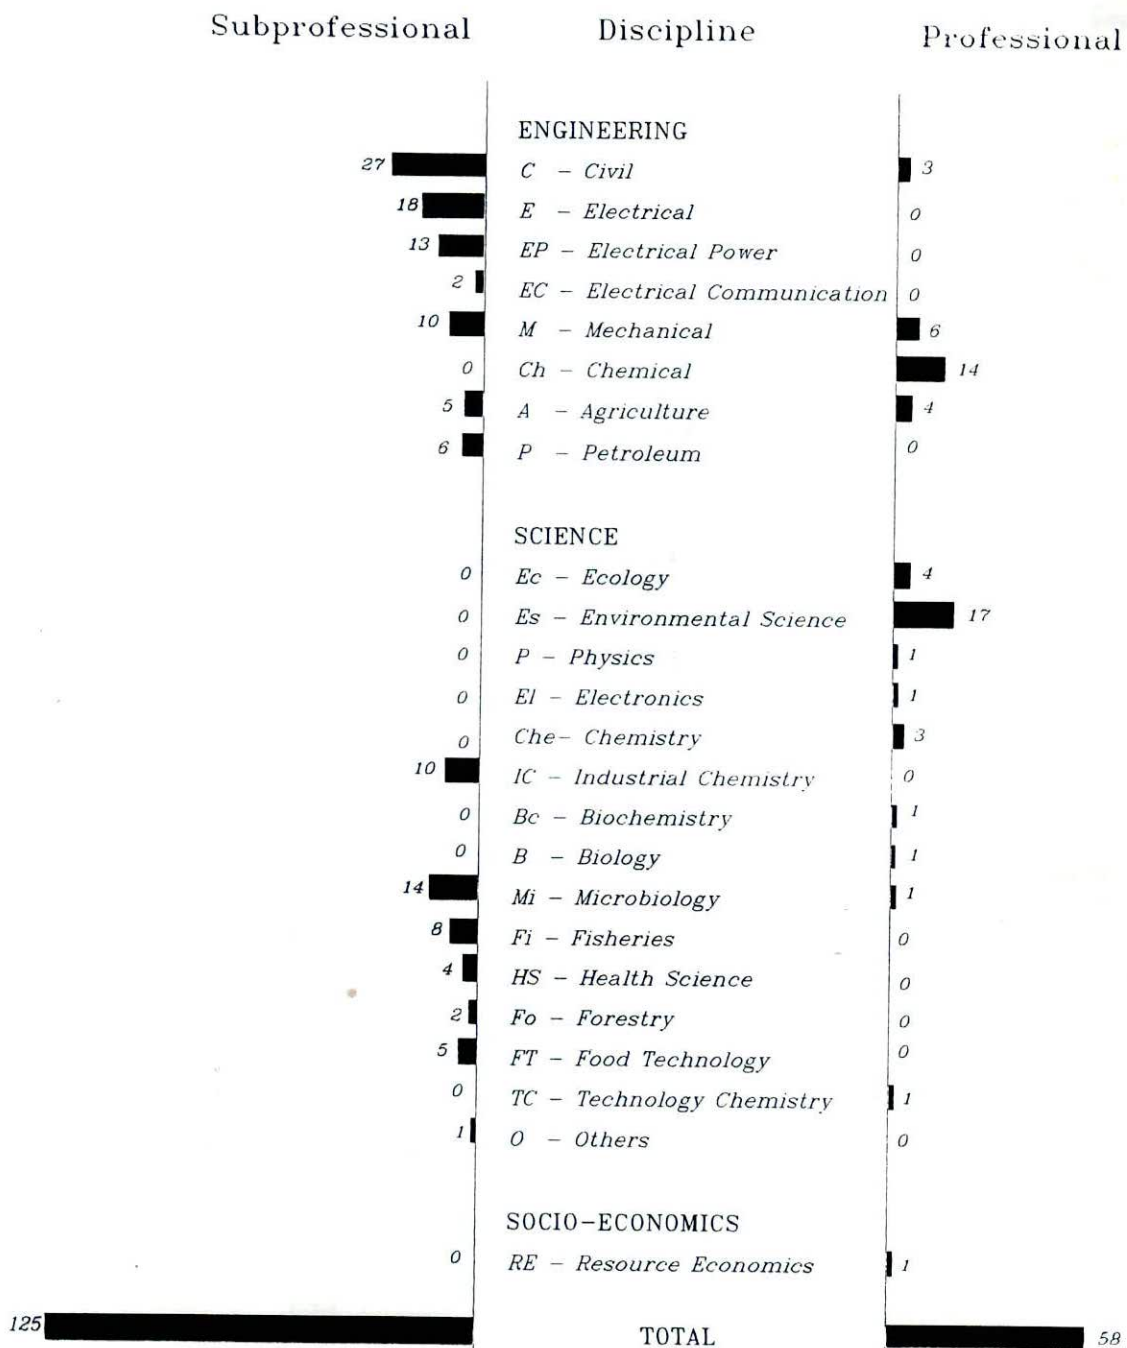 Subprofessional Discipline Professional
ENGINEERING
27 C - Civil 3
18 E - Electrical 0
13 EP - Electrical Power 0
2 EC - Electrical Communication 0
10 M - Mechanical 6
0 Ch - Chemical 14
5 A - Agriculture 4
6 P - Petroleum 0
SCIENCE
0 Ec - Ecology 4
0 Es - Environmental Science 17
0 P - Physics 1
0 El - Electronics 1
0 Che- Chemistry 3
10 IC - Industrial Chemistry 0
0 Bc - Biochemistry 1
0 B - Biology 1
14 Mi - Microbiology 1
8 Fi - Fisheries 0
4 HS - Health Science 0
2 Fo - Forestry 0
5 FT - Food Technology 0
0 TC - Technology Chemistry 1
1 O - Others 0
SOCIO-ECONOMICS
0 RE - Resource Economics 1
125 TOTAL 58